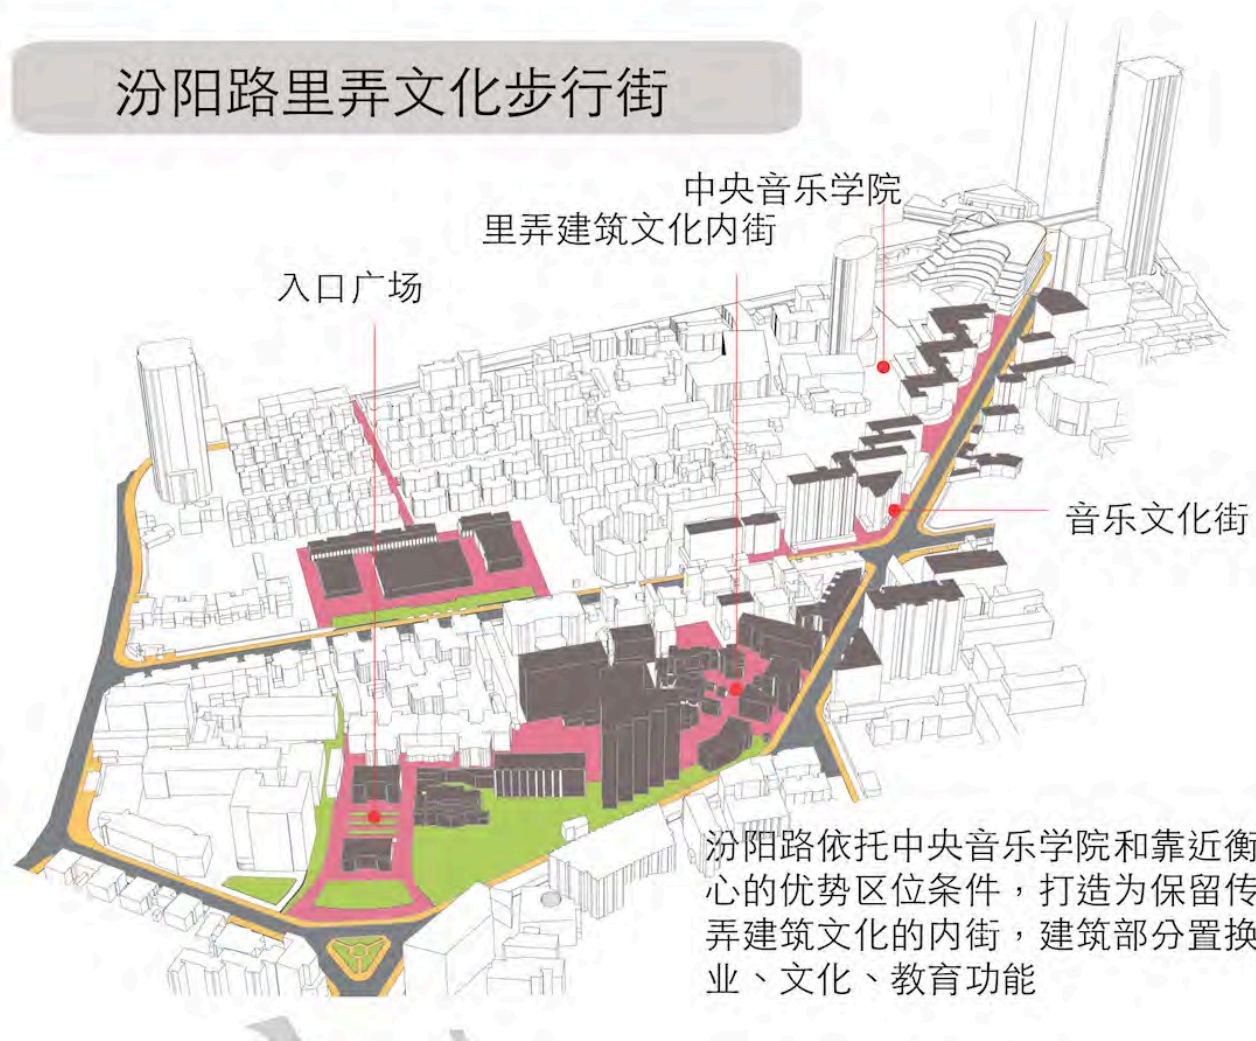 汾阳路里弄文化步行街
中央音乐学院
里弄建筑文化内街
入口广场
音乐文化街
汾阳路依托中央音乐学院和靠近衡
心的优势区位条件，打造为保留传
弄建筑文化的内街，建筑部分置换
业、文化、教育功能